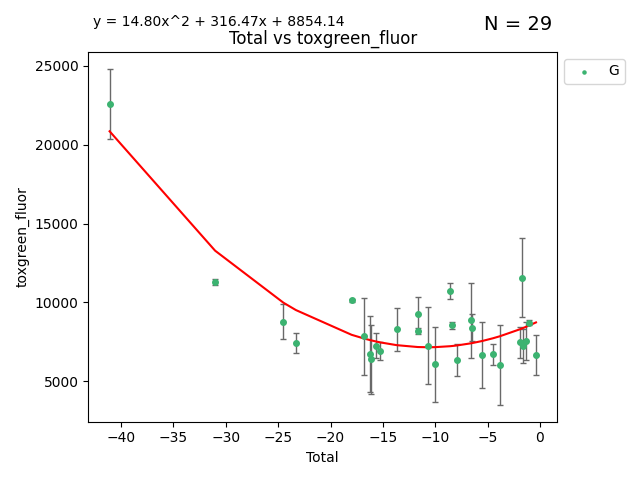 y = 14.80x^2 + 316.47x + 8854.14
N = 29
Total vs toxgreen_fluor
G
25000
20000
15000
10000
5000
toxgreen_fluor
−40 −35 −30 −25 −20 −15 −10 −5 0
Total